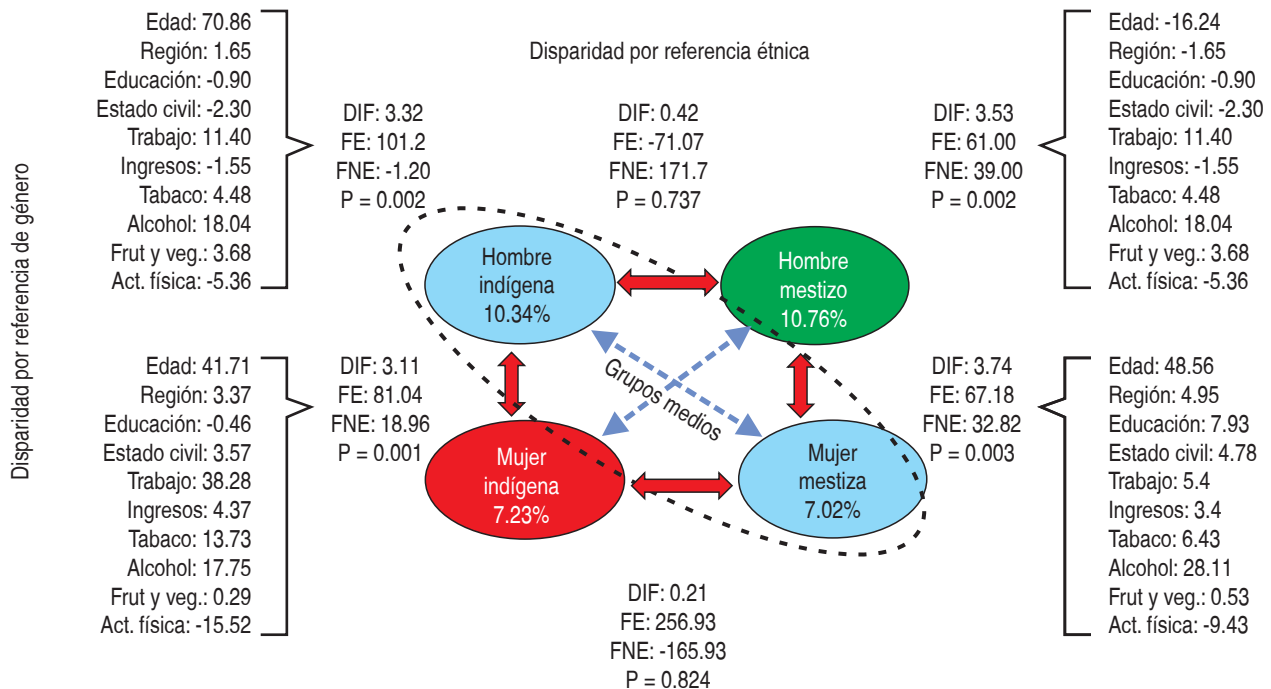 Disparidad por referencia de género
Disparidad por referencia étnica
Edad: 70.86
Región: 1.65
Educación: -0.90
Estado civil: -2.30
Trabajo: 11.40
Ingresos: -1.55
Tabaco: 4.48
Alcohol: 18.04
Frut y veg.: 3.68
Act. física: -5.36
DIF: 3.32
FE: 101.2
FNE: -1.20
P = 0.002
DIF: 0.42
FE: -71.07
FNE: 171.7
P = 0.737
DIF: 3.53
FE: 61.00
FNE: 39.00
P = 0.002
Edad: -16.24
Región: -1.65
Educación: -0.90
Estado civil: -2.30
Trabajo: 11.40
Ingresos: -1.55
Tabaco: 4.48
Alcohol: 18.04
Frut y veg.: 3.68
Act. física: -5.36
Hombre
indígena
10.34%
Hombre
mestizo
10.76%
Grupos medios
Edad: 41.71
Región: 3.37
Educación: -0.46
Estado civil: 3.57
Trabajo: 38.28
Ingresos: 4.37
Tabaco: 13.73
Alcohol: 17.75
Frut y veg.: 0.29
Act. física: -15.52
DIF: 3.11
FE: 81.04
FNE: 18.96
P = 0.001
Mujer
indígena
7.23%
Mujer
mestiza
7.02%
DIF: 3.74
FE: 67.18
FNE: 32.82
P = 0.003
Edad: 48.56
Región: 4.95
Educación: 7.93
Estado civil: 4.78
Trabajo: 5.4
Ingresos: 3.4
Tabaco: 6.43
Alcohol: 28.11
Frut y veg.: 0.53
Act. física: -9.43
DIF: 0.21
FE: 256.93
FNE: -165.93
P = 0.824